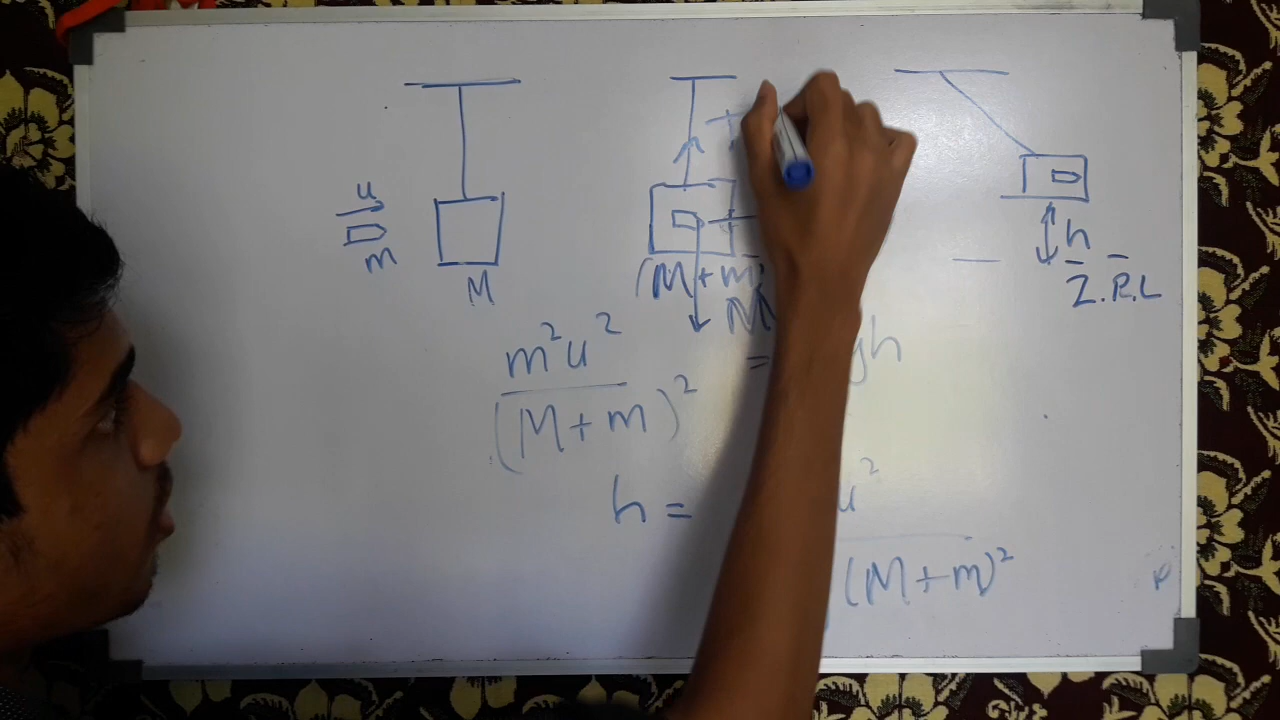 u
m
M
(M+m)
h
Z.P.L
m²u²
(M+m)²
= gh
h = u²
(M+m)²